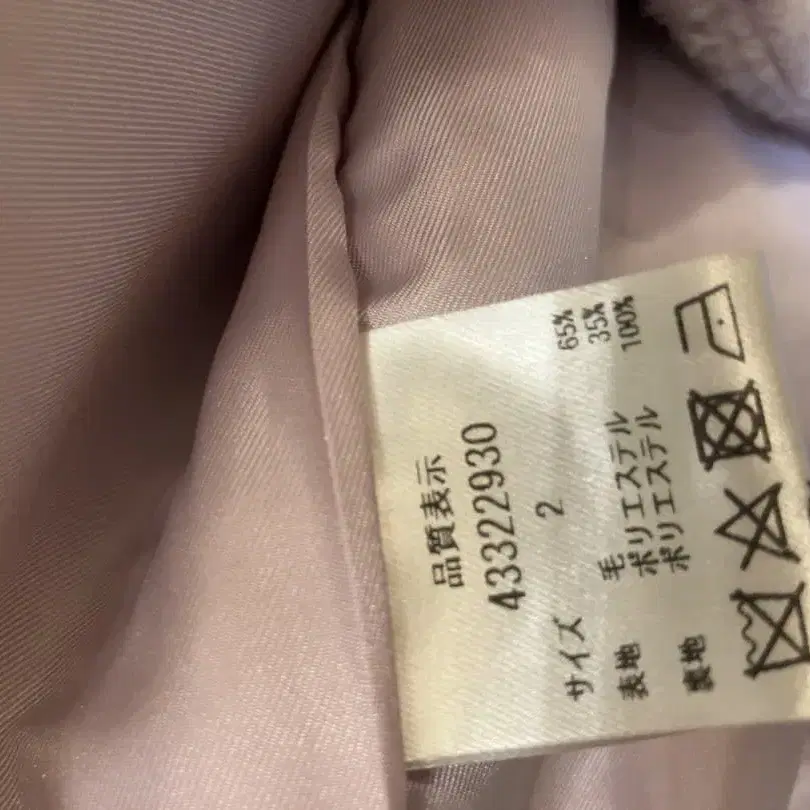 品質表示
43322930
サイズ 2
表地 毛 65%
ポリエステル 35%
裏地 ポリエステル 100%